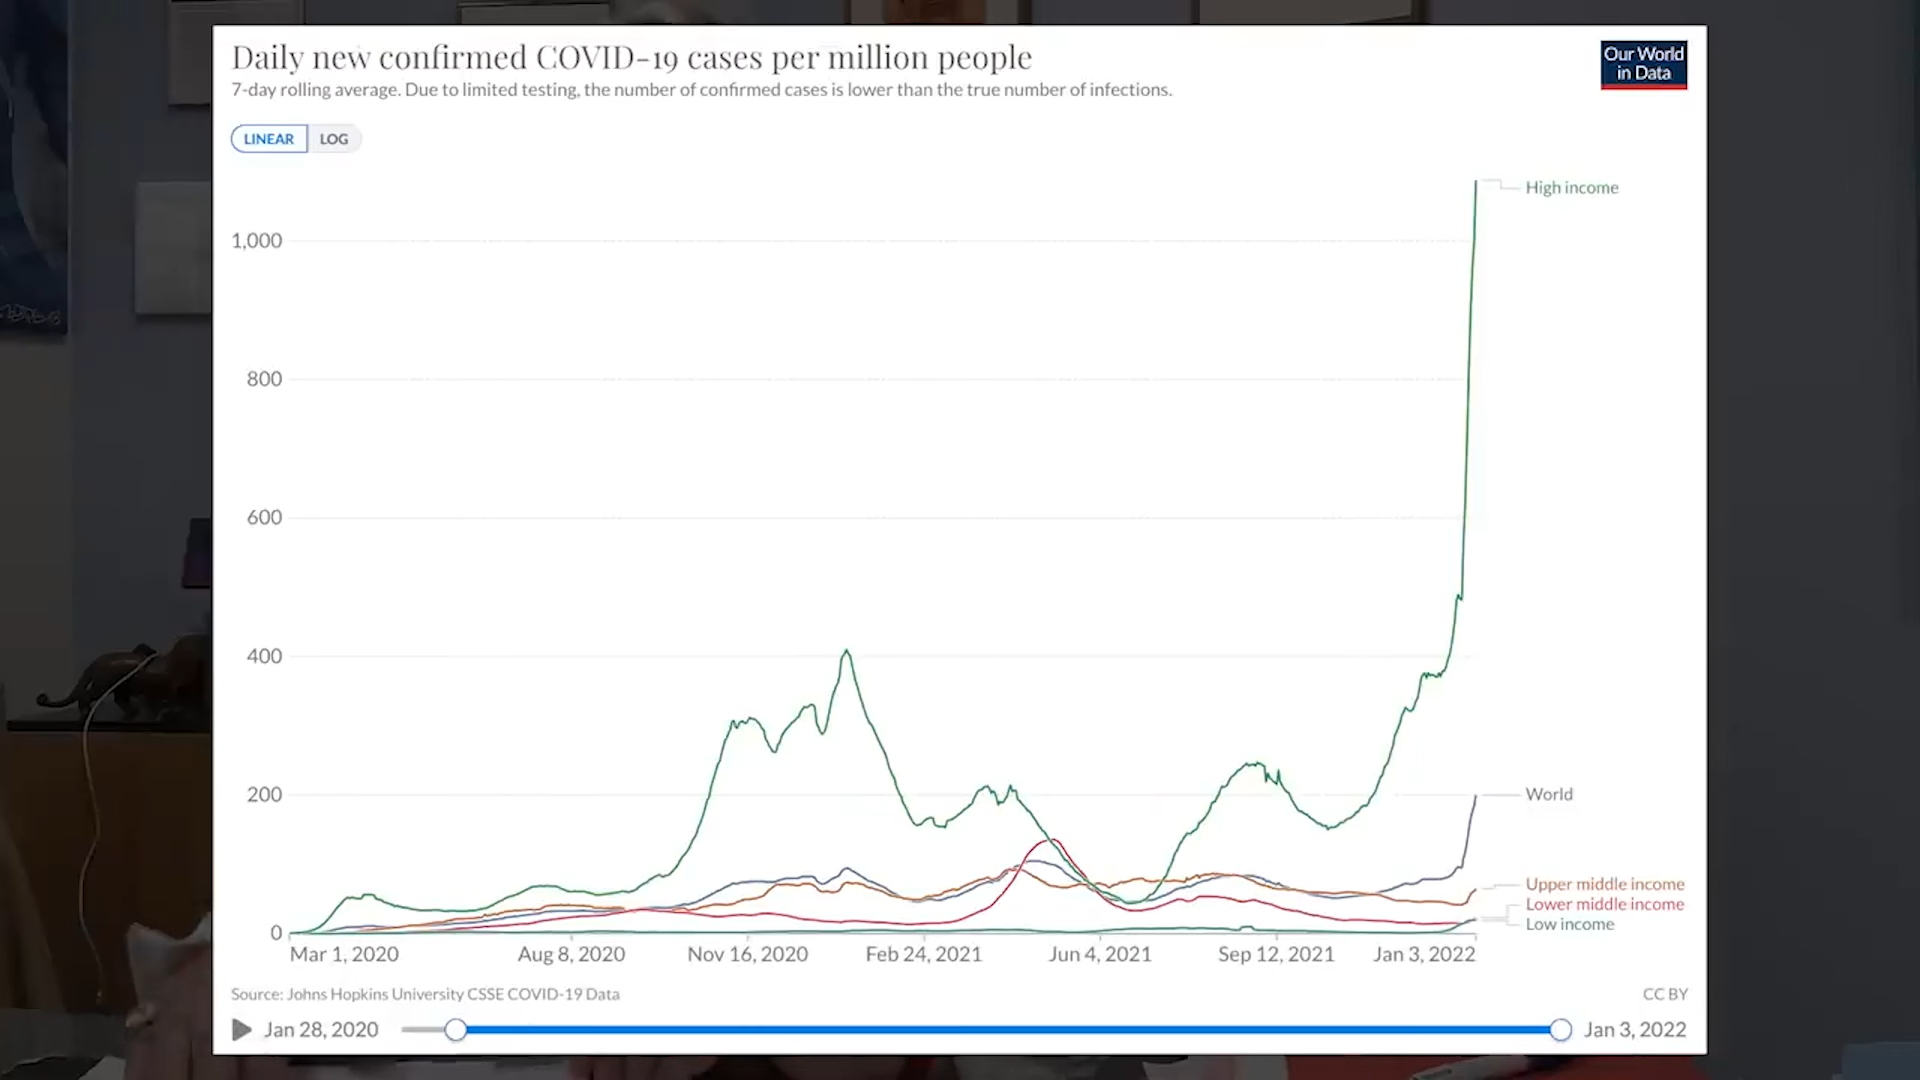 Daily new confirmed COVID-19 cases per million people
Our World
in Data
7-day rolling average. Due to limited testing, the number of confirmed cases is lower than the true number of infections.
LINEAR LOG
High income
1,000
800
600
400
200
World
Upper middle income
Lower middle income
Low income
0
Mar 1, 2020 Aug 8, 2020 Nov 16, 2020 Feb 24, 2021 Jun 4, 2021 Sep 12, 2021 Jan 3, 2022
Source: Johns Hopkins University CSSE COVID-19 Data CC BY
Jan 28, 2020 Jan 3, 2022